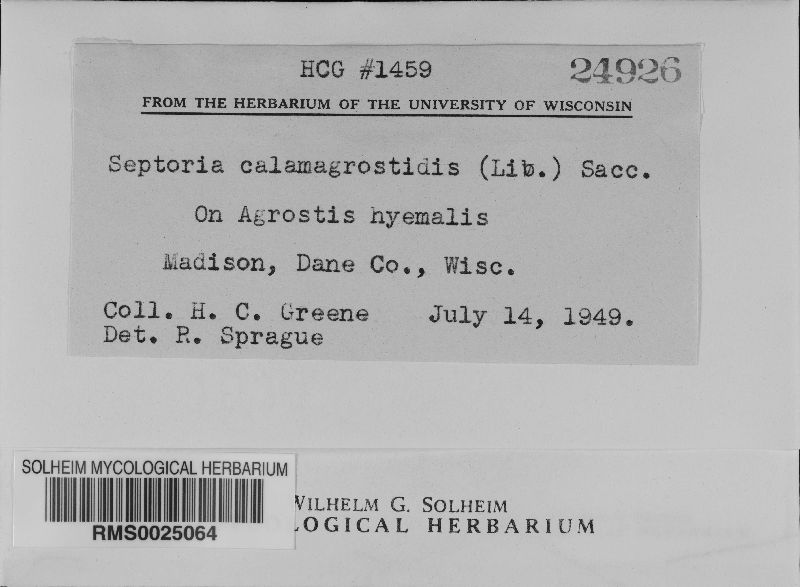 HCG #1459
24926
FROM THE HERBARIUM OF THE UNIVERSITY OF WISCONSIN
Septoria calamagrostidis (Lib.) Sacc.
On Agrostis hyemalis
Madison, Dane Co., Wisc.
Coll. H. C. Greene July 14, 1949.
Det. R. Sprague
SOLHEIM MYCOLOGICAL HERBARIUM
RMS0025064
WILHELM G. SOLHEIM
LOGICAL HERBARIUM